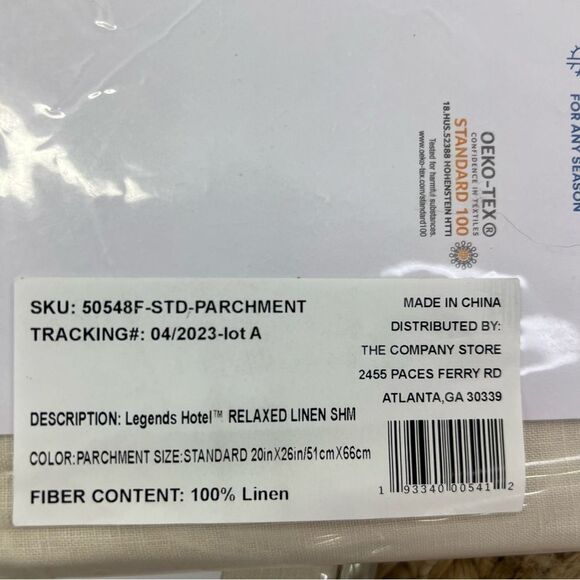 FOR ANY SEASON
OEKO-TEX®
CONFIDENCE IN TEXTILES
STANDARD 100
18.HUS.52388 HOHENSTEIN HTTI
Tested for harmful substances.
www.oeko-tex.com/standard100
SKU: 50548F-STD-PARCHMENT
TRACKING#: 04/2023-lot A
MADE IN CHINA
DISTRIBUTED BY:
THE COMPANY STORE
2455 PACES FERRY RD
ATLANTA,GA 30339
DESCRIPTION: Legends Hotel™ RELAXED LINEN SHM
COLOR:PARCHMENT SIZE:STANDARD 20inX26in/51cmX66cm
FIBER CONTENT: 100% Linen
1 93340 00541 2